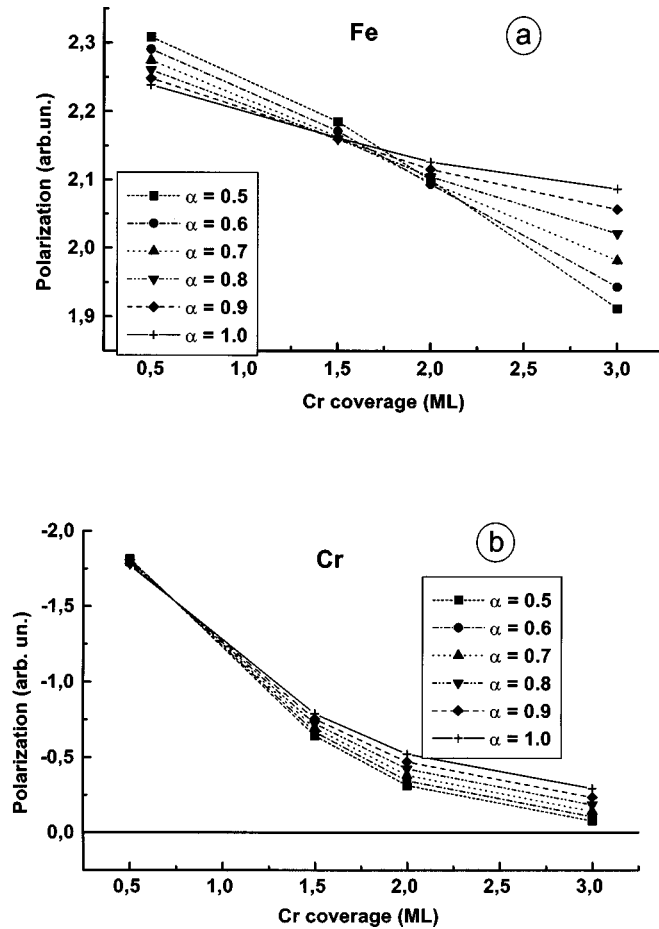 Fe
a
2,3
2,2
2,1
2,0
1,9
Polarization (arb.un.)
α = 0.5
α = 0.6
α = 0.7
α = 0.8
α = 0.9
α = 1.0
0,5 1,0 1,5 2,0 2,5 3,0
Cr coverage (ML)
Cr
b
-2,0
-1,5
-1,0
-0,5
0,0
Polarization (arb. un.)
α = 0.5
α = 0.6
α = 0.7
α = 0.8
α = 0.9
α = 1.0
0,5 1,0 1,5 2,0 2,5 3,0
Cr coverage (ML)